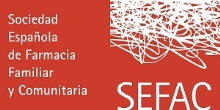 Sociedad
Española
de Farmacia
Familiar
y Comunitaria
SEFAC